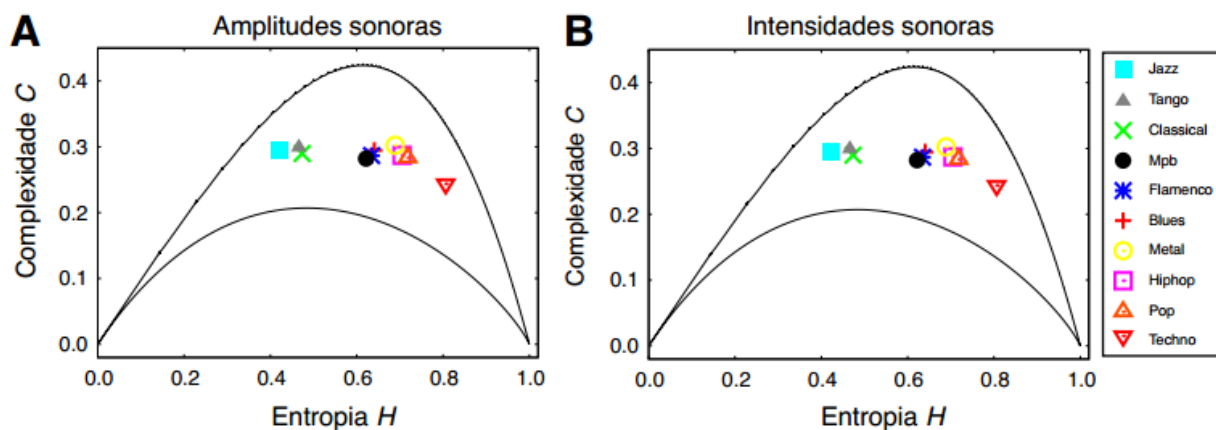 A
Amplitudes sonoras
Complexidade C
0.4
0.3
0.2
0.1
0.0
0.0 0.2 0.4 0.6 0.8 1.0
Entropia H
B
Intensidades sonoras
Complexidade C
0.4
0.3
0.2
0.1
0.0
0.0 0.2 0.4 0.6 0.8 1.0
Entropia H
Jazz
Tango
Classical
Mpb
Flamenco
Blues
Metal
Hiphop
Pop
Techno